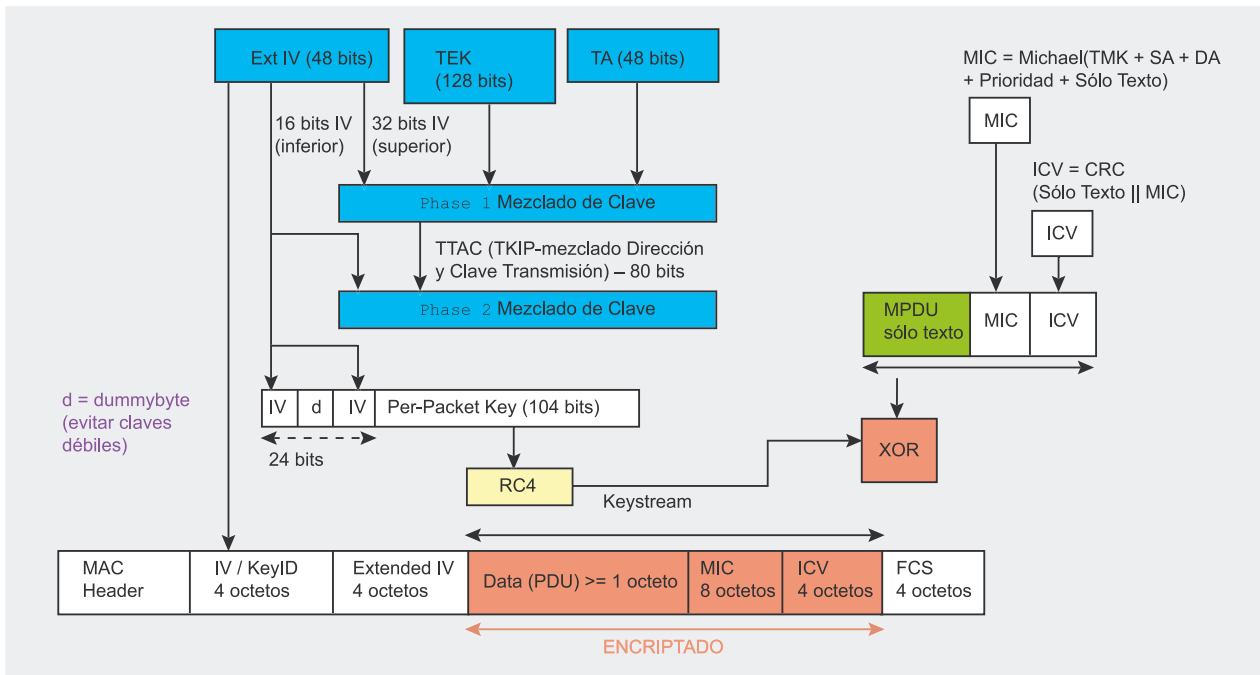 Ext IV (48 bits)
TEK
(128 bits)
TA (48 bits)
MIC = Michael(TMK + SA + DA
+ Prioridad + Sólo Texto)
MIC
16 bits IV
(inferior)
32 bits IV
(superior)
ICV = CRC
(Sólo Texto || MIC)
ICV
Phase 1 Mezclado de Clave
TTAC (TKIP-mezclado Dirección
y Clave Transmisión) – 80 bits
Phase 2 Mezclado de Clave
MPDU
sólo texto
MIC
ICV
d = dummybyte
(evitar claves
débiles)
IV
d
IV
Per-Packet Key (104 bits)
24 bits
RC4
Keystream
XOR
MAC
Header
IV / KeyID
4 octetos
Extended IV
4 octetos
Data (PDU) >= 1 octeto
MIC
8 octetos
ICV
4 octetos
FCS
4 octetos
ENCRIPTADO